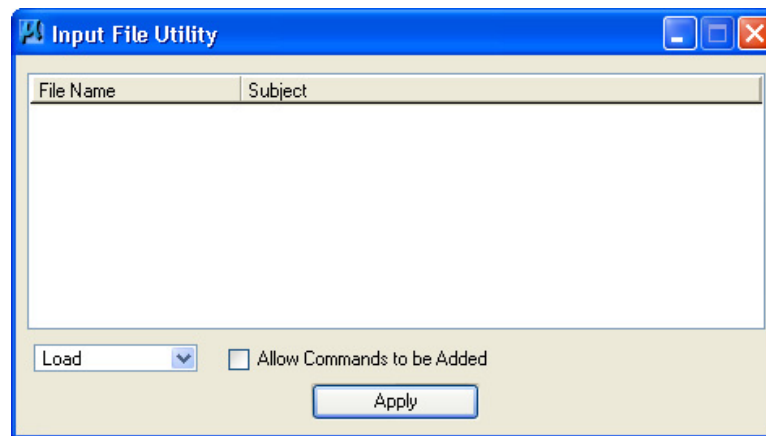 Input File Utility
File Name Subject
Load Allow Commands to be Added
Apply